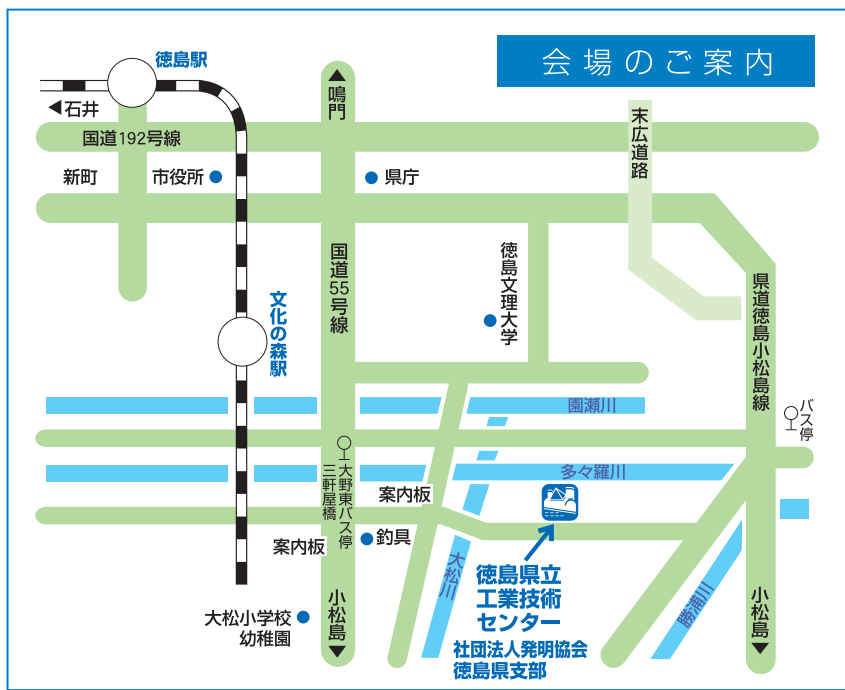 会場のご案内
徳島駅
◀石井
▲鳴門
末広道路
国道192号線
新町
市役所
県庁
国道55号線
徳島文理大学
県道徳島小松島線
文化の森駅
園瀬川
バス停
多々羅川
大野東バス停
三軒屋橋
案内板
案内板
釣具
大松川
徳島県立
工業技術
センター
社団法人発明協会
徳島県支部
勝浦川
大松小学校
幼稚園
小松島▼
小松島▼